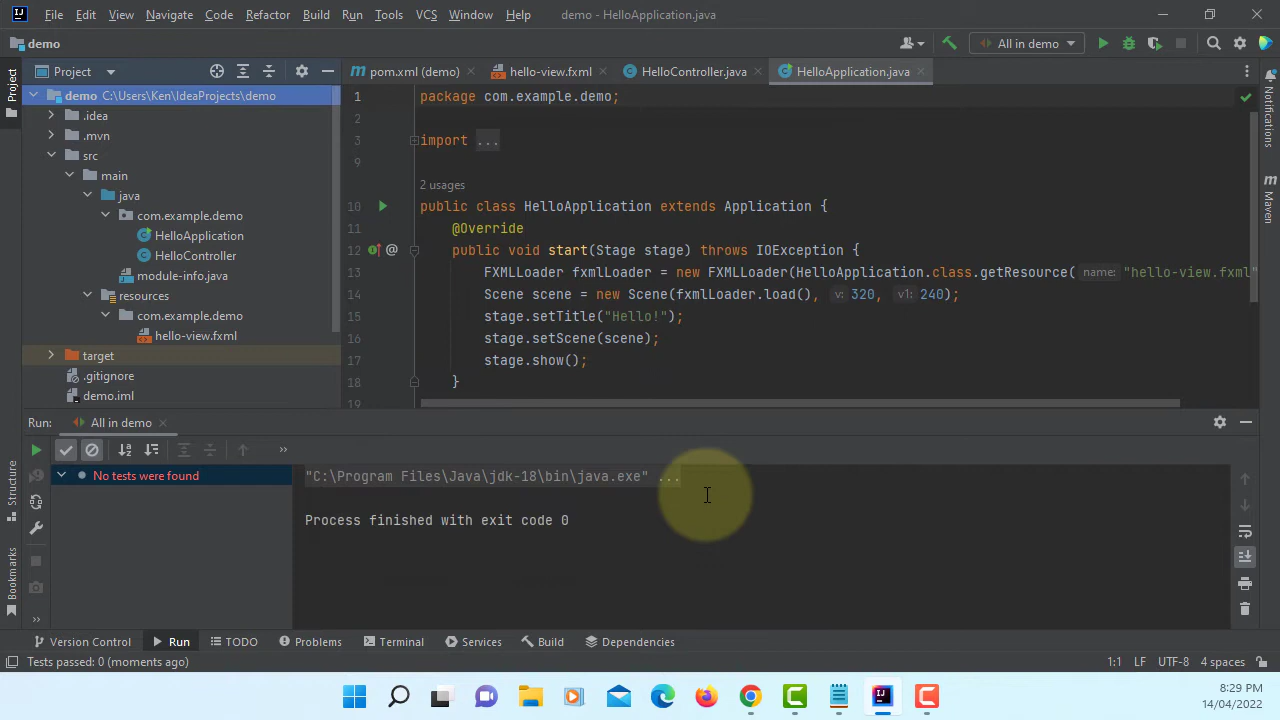 File Edit View Navigate Code Refactor Build Run Tools VCS Window Help demo - HelloApplication.java
demo All in demo
Project
Project pom.xml (demo) hello-view.fxml HelloController.java HelloApplication.java
demo C:\Users\Ken\IdeaProjects\demo
.idea
.mvn
src
main
java
com.example.demo
HelloApplication
HelloController
module-info.java
resources
com.example.demo
hello-view.fxml
target
.gitignore
demo.iml
1 package com.example.demo;
2
3 import ...
9
2 usages
10 public class HelloApplication extends Application {
11 @Override
12 @ public void start(Stage stage) throws IOException {
13 FXMLLoader fxmlLoader = new FXMLLoader(HelloApplication.class.getResource( name: "hello-view.fxml"
14 Scene scene = new Scene(fxmlLoader.load(), v: 320, v1: 240);
15 stage.setTitle("Hello!");
16 stage.setScene(scene);
17 stage.show();
18 }
19
Notifications
Maven
Run: All in demo
No tests were found
"C:\Program Files\Java\jdk-18\bin\java.exe" ...
Process finished with exit code 0
Structure
Bookmarks
Version Control Run TODO Problems Terminal Services Build Dependencies
Tests passed: 0 (moments ago) 1:1 LF UTF-8 4 spaces
8:29 PM
14/04/2022